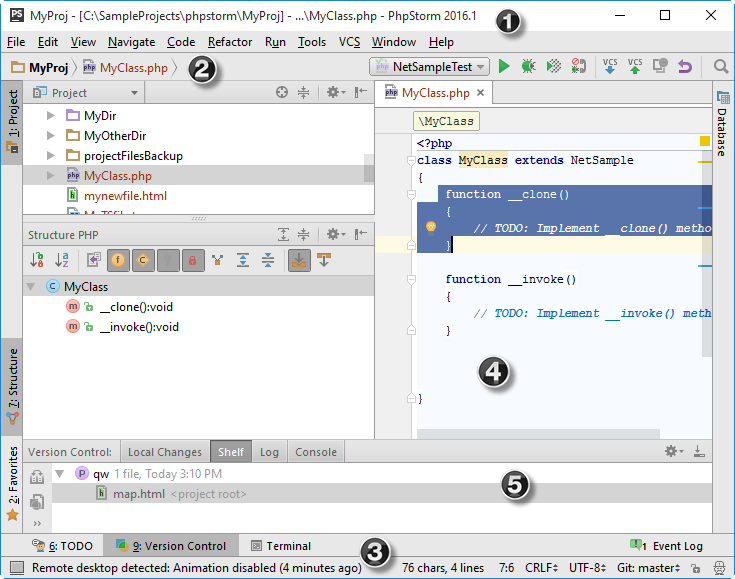 PS MyProj - [C:\SampleProjects\phpstorm\MyProj] - ...\MyClass.php - PhpStorm 2016.1
1
File Edit View Navigate Code Refactor Run Tools VCS Window Help
MyProj php MyClass.php
2
php NetSampleTest
VCS VCS
1: Project
Project
MyDir
MyOtherDir
projectFilesBackup
php MyClass.php
h mynewfile.html
Structure PHP
f C
C MyClass
m __clone():void
m __invoke():void
7: Structure
2: Favorites
php MyClass.php
\MyClass
<?php
class MyClass extends NetSample
{
function __clone()
{
// TODO: Implement __clone() metho
}
function __invoke()
{
// TODO: Implement __invoke() meth
}
4
}
Database
Version Control: Local Changes Shelf Log Console
P qw 1 file, Today 3:10 PM
h map.html <project root>
5
6: TODO 9: Version Control Terminal 1 Event Log
3
Remote desktop detected: Animation disabled (4 minutes ago) 76 chars, 4 lines 7:6 CRLF UTF-8 Git: master